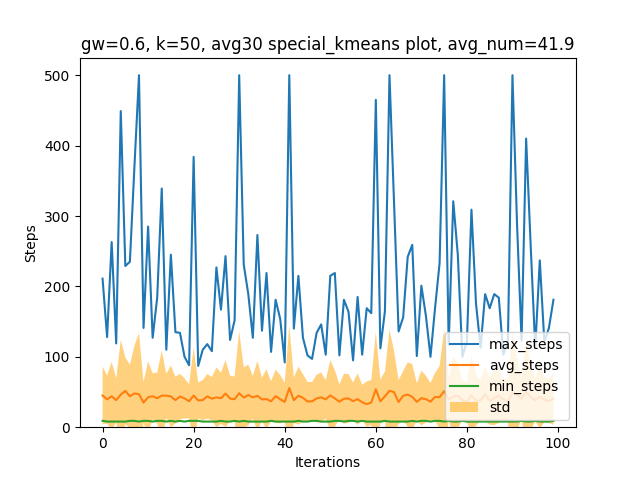 gw=0.6, k=50, avg30 special_kmeans plot, avg_num=41.9
500
400
300
200
100
0
Steps
0 20 40 60 80 100
Iterations
max_steps
avg_steps
min_steps
std